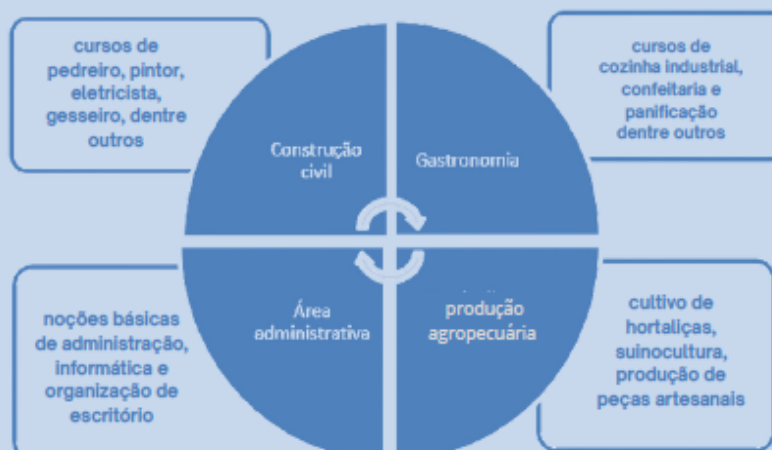 cursos de
pedreiro, pintor,
eletricista,
gesseiro, dentre
outros
Construção
civil
Gastronomia
cursos de
cozinha industrial,
confeitaria e
panificação
dentre outros
noções básicas
de administração,
informática e
organização de
escritório
Área
administrativa
produção
agropecuária
cultivo de
hortaliças,
suinocultura,
produção de
peças artesanais